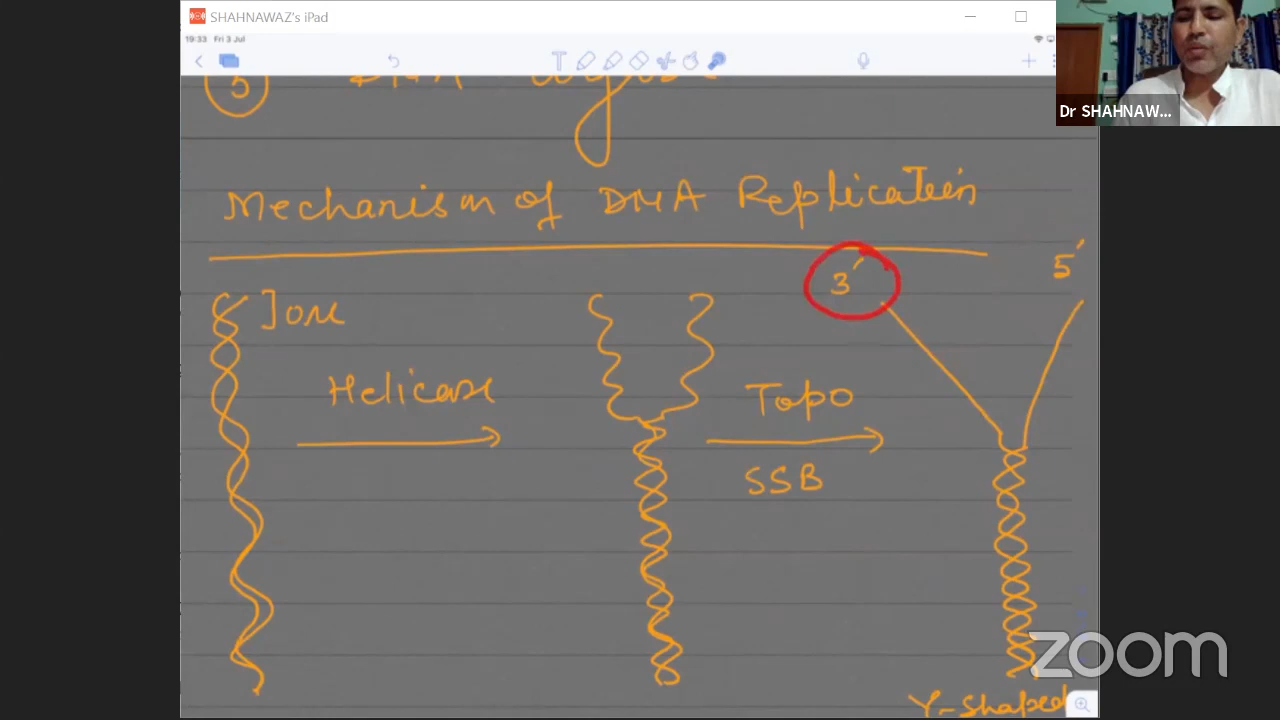 SHAHNAWAZ's iPad
19:33 Fri 3 Jul
Dr SHAHNAW...
5
Mechanism of DNA Replication
3'
5'
]ori
Helicase
Topo
SSB
Y-shaped
zoom